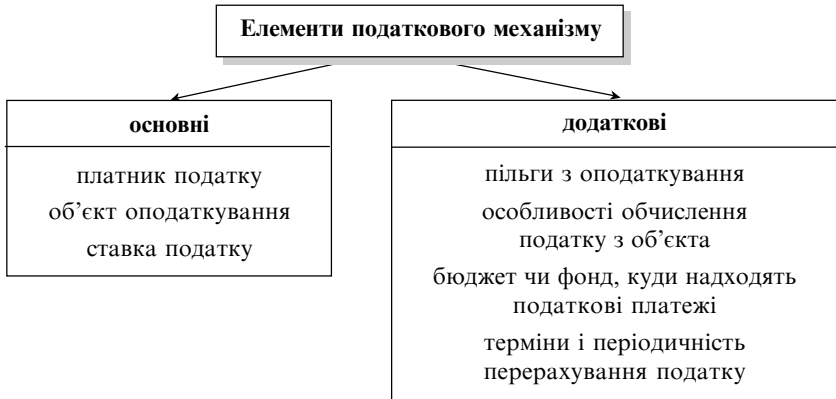 Елементи податкового механізму
основні
платник податку
об’єкт оподаткування
ставка податку
додаткові
пільги з оподаткування
особливості обчислення
податку з об’єкта
бюджет чи фонд, куди надходять
податкові платежі
терміни і періодичність
перерахування податку